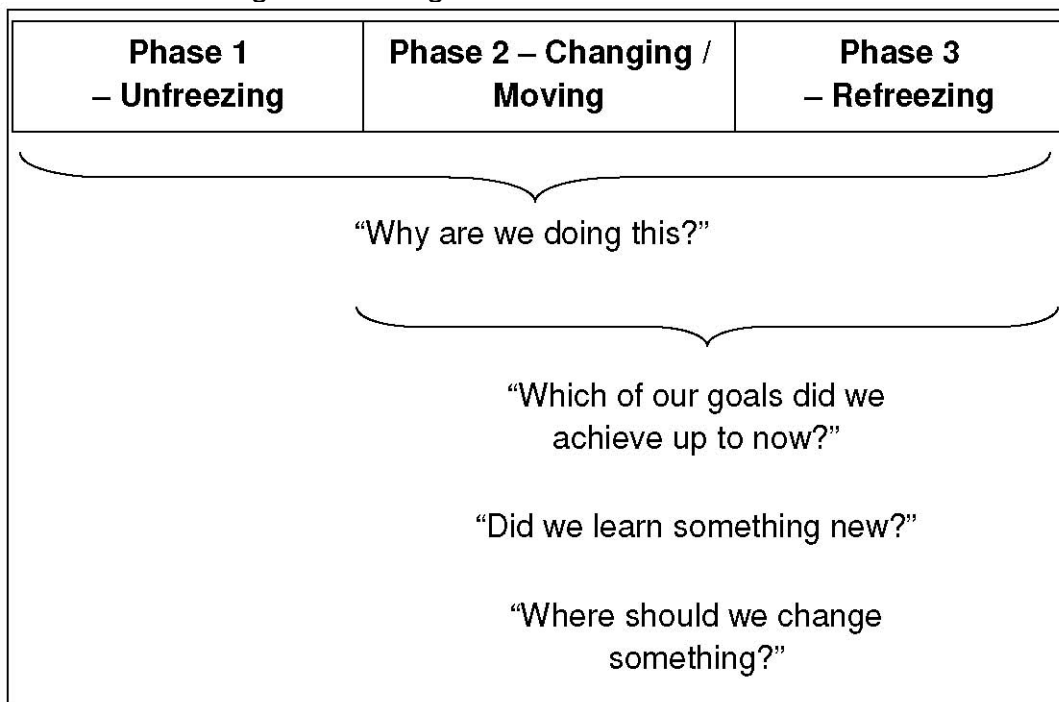 Phase 1
– Unfreezing
Phase 2 – Changing /
Moving
Phase 3
– Refreezing
“Why are we doing this?”
“Which of our goals did we
achieve up to now?”
“Did we learn something new?”
“Where should we change
something?”